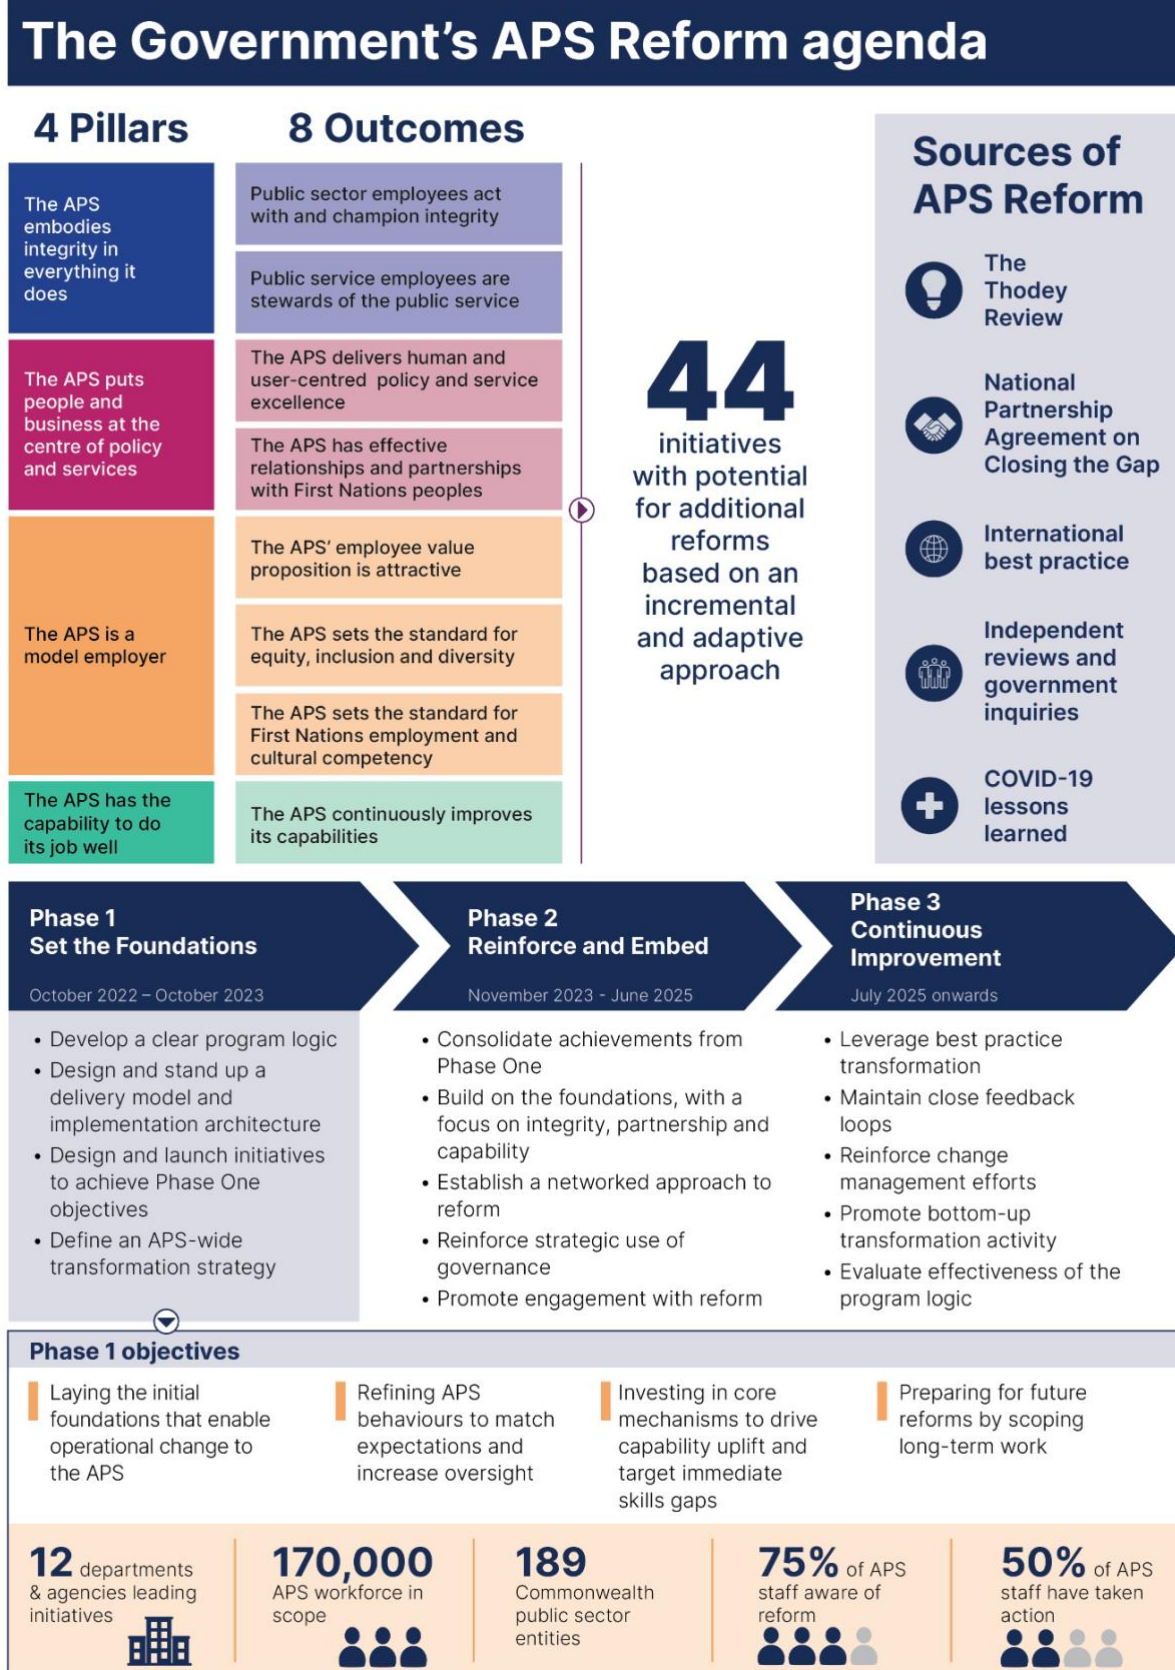 The Government's APS Reform agenda
4 Pillars
8 Outcomes
The APS
embodies
integrity in
everything it
does
Public sector employees act
with and champion integrity
Public service employees are
stewards of the public service
The APS puts
people and
business at the
centre of policy
and services
The APS delivers human and
user-centred policy and service
excellence
The APS has effective
relationships and partnerships
with First Nations peoples
The APS is a
model employer
The APS' employee value
proposition is attractive
The APS sets the standard for
equity, inclusion and diversity
The APS sets the standard for
First Nations employment and
cultural competency
The APS has the
capability to do
its job well
The APS continuously improves
its capabilities
44
initiatives
with potential
for additional
reforms
based on an
incremental
and adaptive
approach
Sources of
APS Reform
The
Thodey
Review
National
Partnership
Agreement on
Closing the Gap
International
best practice
Independent
reviews and
government
inquiries
COVID-19
lessons
learned
Phase 1
Set the Foundations
October 2022 – October 2023
• Develop a clear program logic
• Design and stand up a
delivery model and
implementation architecture
• Design and launch initiatives
to achieve Phase One
objectives
• Define an APS-wide
transformation strategy
Phase 2
Reinforce and Embed
November 2023 - June 2025
• Consolidate achievements from
Phase One
• Build on the foundations, with a
focus on integrity, partnership and
capability
• Establish a networked approach to
reform
• Reinforce strategic use of
governance
• Promote engagement with reform
Phase 3
Continuous
Improvement
July 2025 onwards
• Leverage best practice
transformation
• Maintain close feedback
loops
• Reinforce change
management efforts
• Promote bottom-up
transformation activity
• Evaluate effectiveness of the
program logic
Phase 1 objectives
Laying the initial
foundations that enable
operational change to
the APS
Refining APS
behaviours to match
expectations and
increase oversight
Investing in core
mechanisms to drive
capability uplift and
target immediate
skills gaps
Preparing for future
reforms by scoping
long-term work
12 departments
& agencies leading
initiatives
170,000
APS workforce in
scope
189
Commonwealth
public sector
entities
75% of APS
staff aware of
reform
50% of APS
staff have taken
action